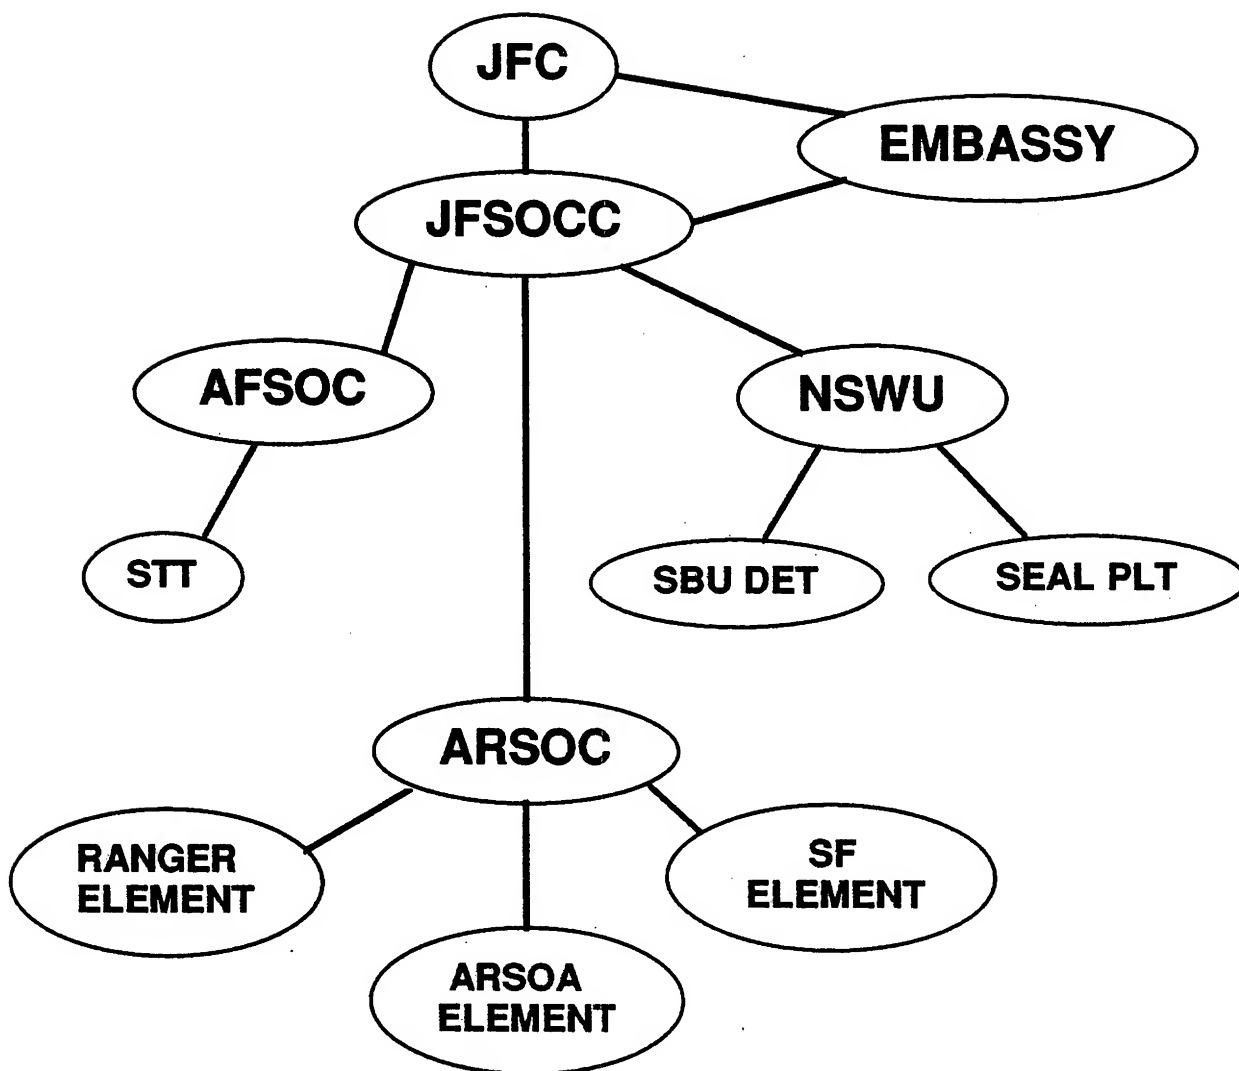 JFC
EMBASSY
JFSOCC
AFSOC
NSWU
STT
SBU DET
SEAL PLT
ARSOC
RANGER
ELEMENT
SF
ELEMENT
ARSOA
ELEMENT